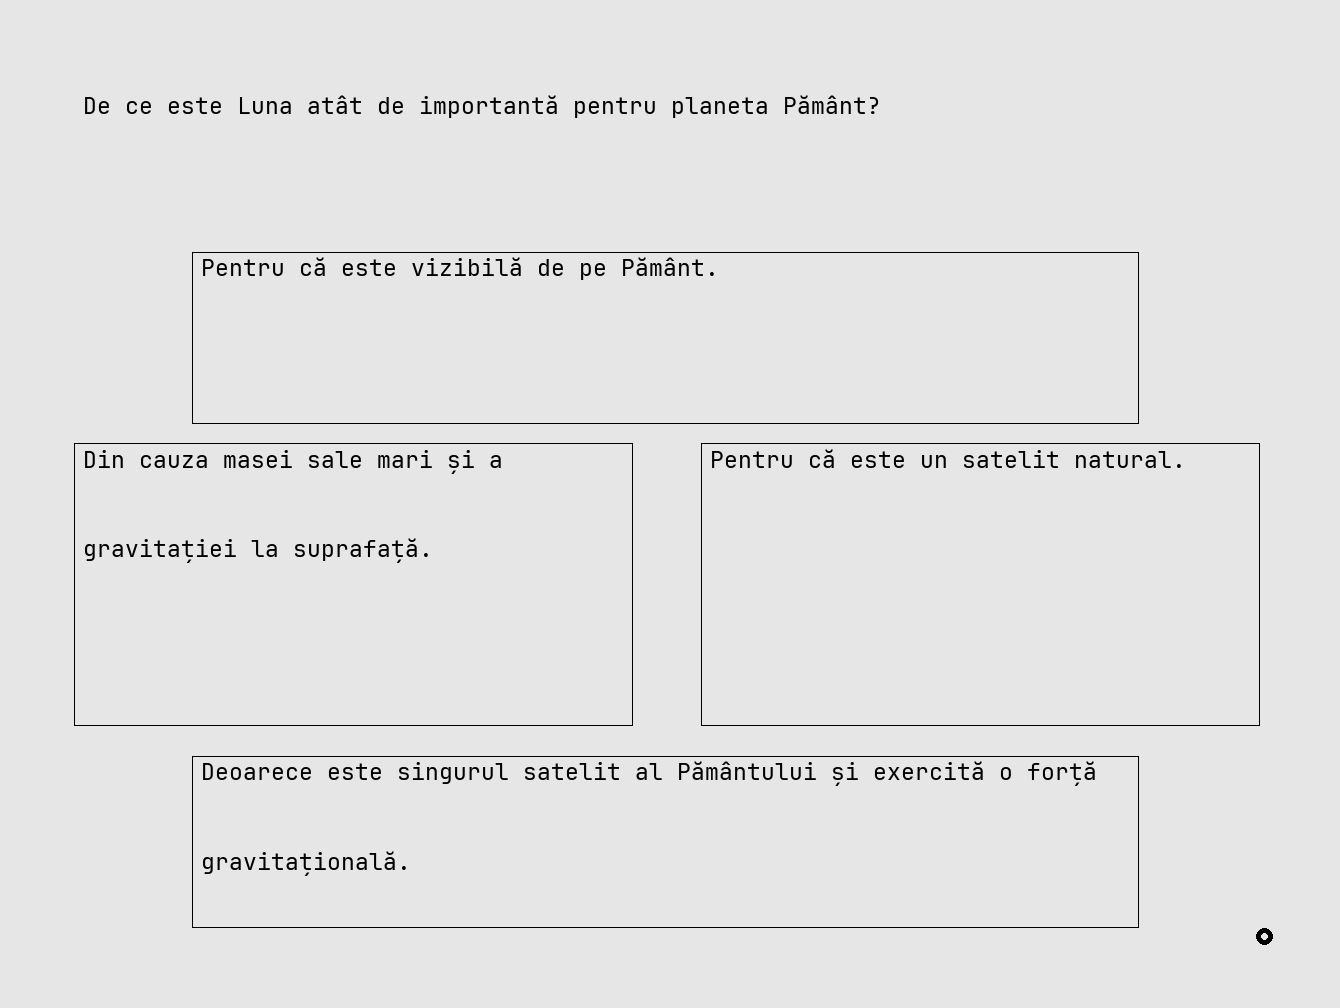 De ce este Luna atât de importantă pentru planeta Pământ?
Pentru că este vizibilă de pe Pământ.
Din cauza masei sale mari și a
gravitației la suprafață.
Pentru că este un satelit natural.
Deoarece este singurul satelit al Pământului și exercită o forță
gravitațională.